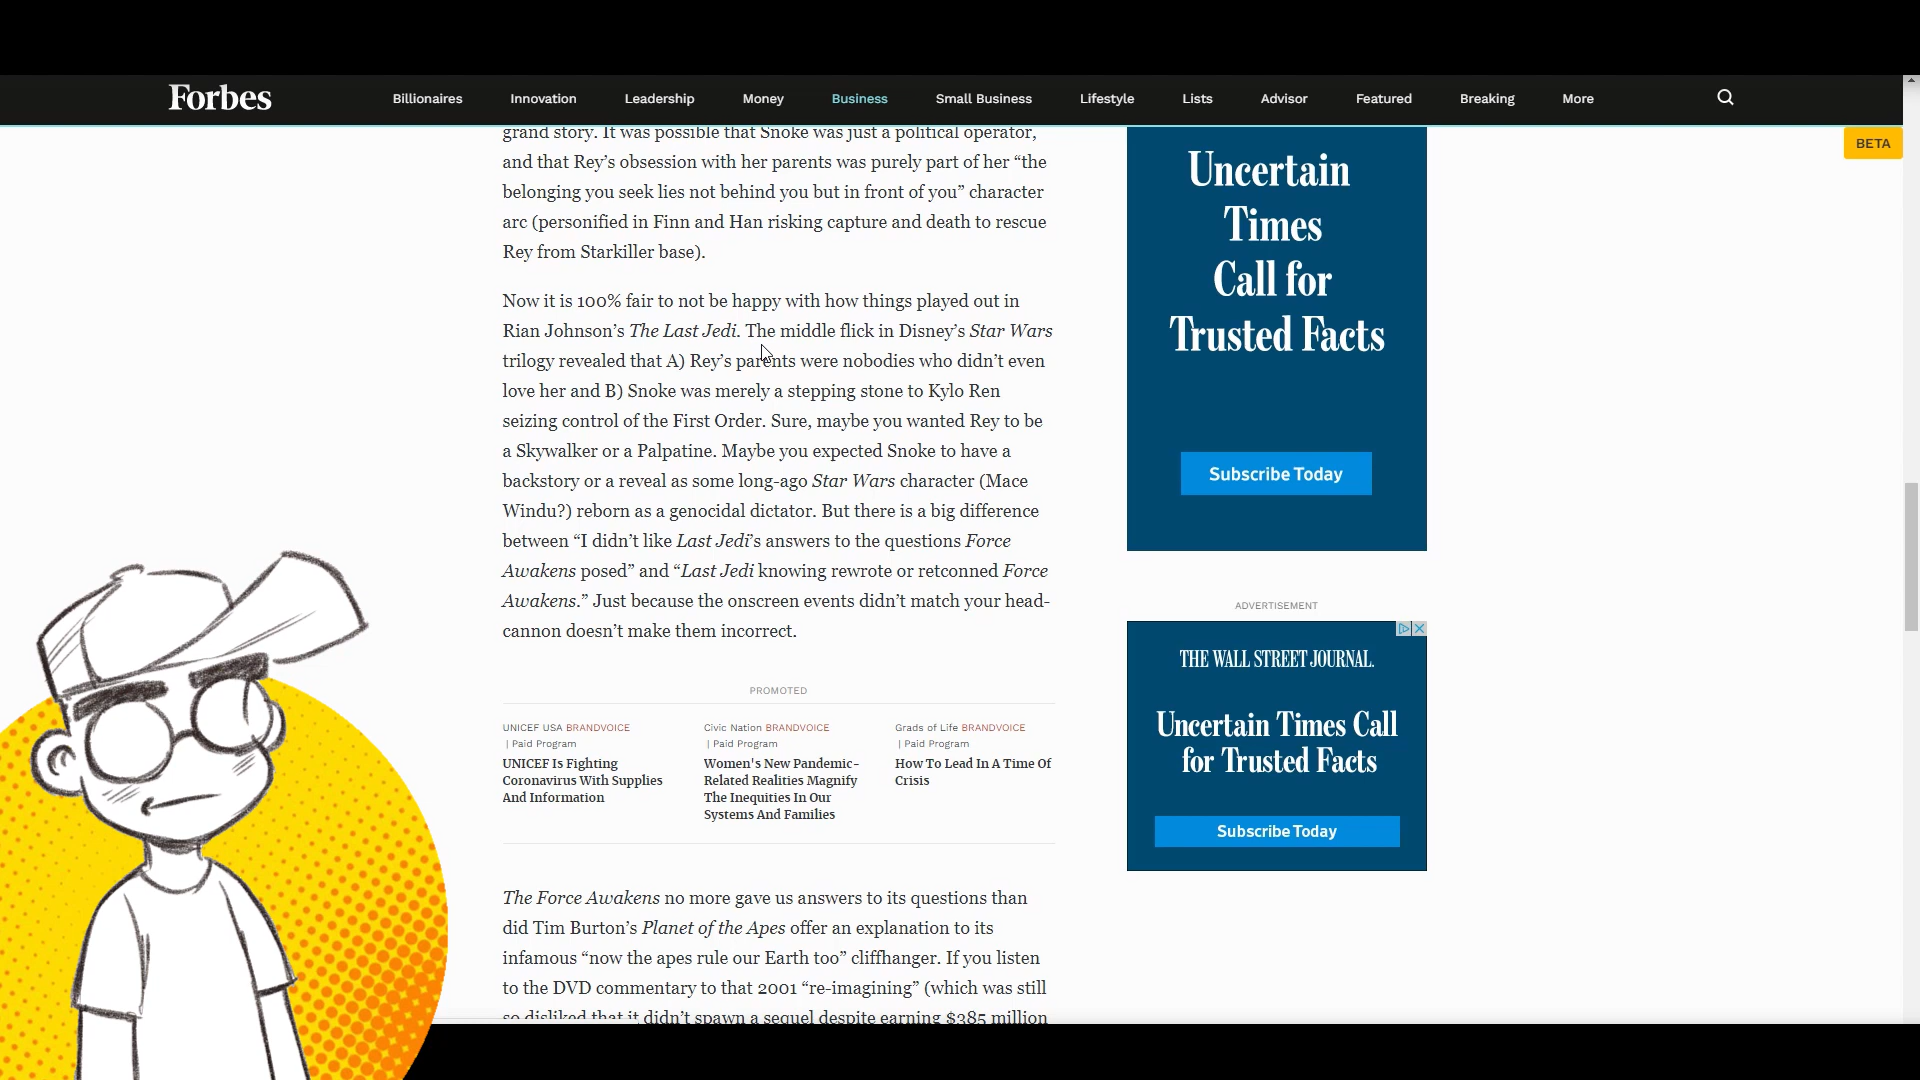 Forbes
Billionaires
Innovation
Leadership
Money
Business
Small Business
Lifestyle
Lists
Advisor
Featured
Breaking
More
BETA
grand story. It was possible that Snoke was just a political operator,
and that Rey’s obsession with her parents was purely part of her “the
belonging you seek lies not behind you but in front of you” character
arc (personified in Finn and Han risking capture and death to rescue
Rey from Starkiller base).
Now it is 100% fair to not be happy with how things played out in
Rian Johnson’s The Last Jedi. The middle flick in Disney’s Star Wars
trilogy revealed that A) Rey’s parents were nobodies who didn’t even
love her and B) Snoke was merely a stepping stone to Kylo Ren
seizing control of the First Order. Sure, maybe you wanted Rey to be
a Skywalker or a Palpatine. Maybe you expected Snoke to have a
backstory or a reveal as some long-ago Star Wars character (Mace
Windu?) reborn as a genocidal dictator. But there is a big difference
between “I didn’t like Last Jedi’s answers to the questions Force
Awakens posed” and “Last Jedi knowing rewrote or retconned Force
Awakens.” Just because the onscreen events didn’t match your head-
cannon doesn’t make them incorrect.
PROMOTED
UNICEF USA BRANDVOICE
| Paid Program
UNICEF Is Fighting
Coronavirus With Supplies
And Information
Civic Nation BRANDVOICE
| Paid Program
Women's New Pandemic-
Related Realities Magnify
The Inequities In Our
Systems And Families
Grads of Life BRANDVOICE
| Paid Program
How To Lead In A Time Of
Crisis
The Force Awakens no more gave us answers to its questions than
did Tim Burton’s Planet of the Apes offer an explanation to its
infamous “now the apes rule our Earth too” cliffhanger. If you listen
to the DVD commentary to that 2001 “re-imagining” (which was still
so disliked that it didn’t spawn a sequel despite earning $385 million
Uncertain
Times
Call for
Trusted Facts
Subscribe Today
ADVERTISEMENT
THE WALL STREET JOURNAL.
Uncertain Times Call
for Trusted Facts
Subscribe Today